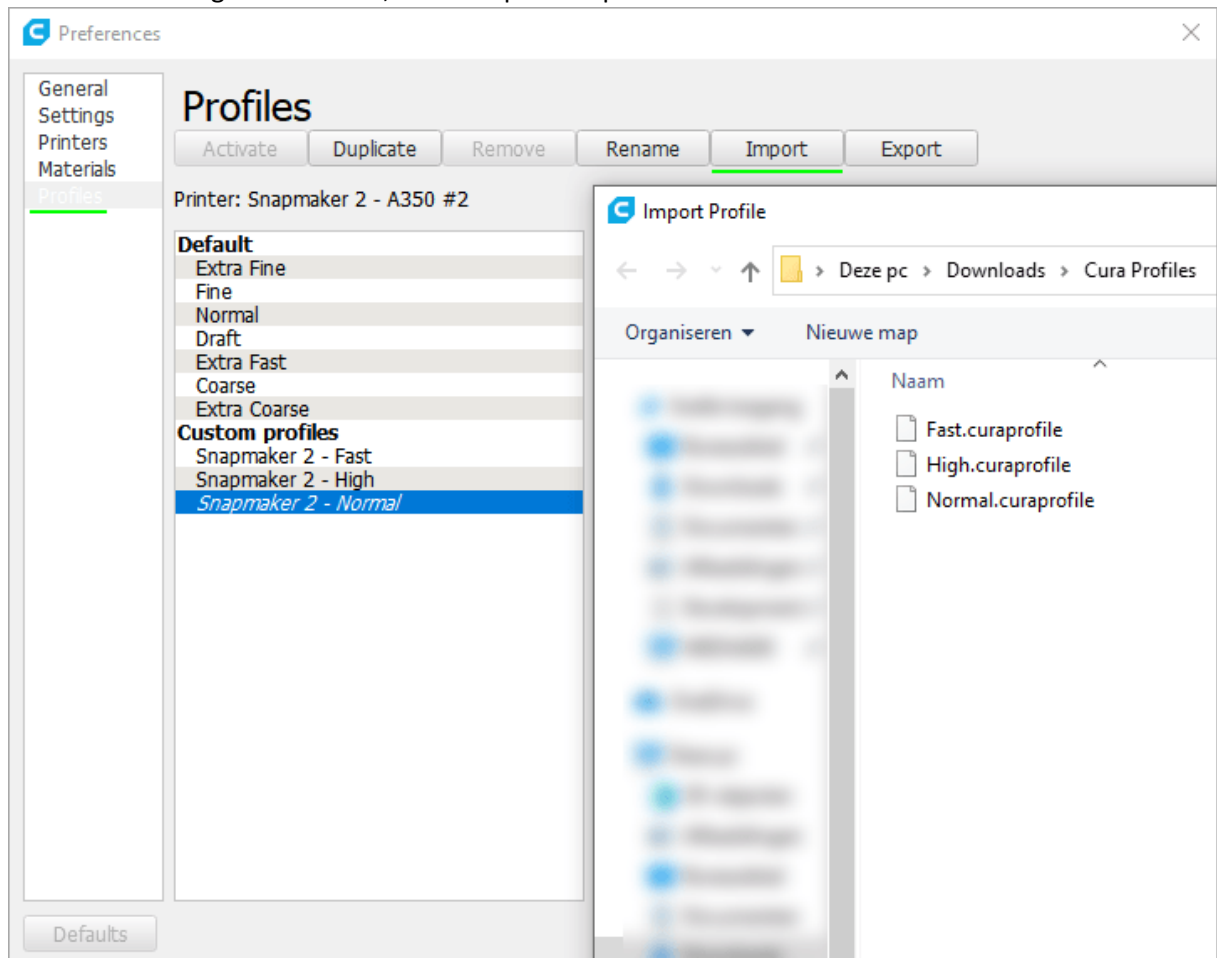 Preferences
General
Settings
Printers
Materials
Profiles
Profiles
Activate Duplicate Remove Rename Import Export
Printer: Snapmaker 2 - A350 #2
Default
Extra Fine
Fine
Normal
Draft
Extra Fast
Coarse
Extra Coarse
Custom profiles
Snapmaker 2 - Fast
Snapmaker 2 - High
Snapmaker 2 - Normal
Defaults
Import Profile
Deze pc > Downloads > Cura Profiles
Organiseren Nieuwe map
Naam
Fast.curaprofile
High.curaprofile
Normal.curaprofile